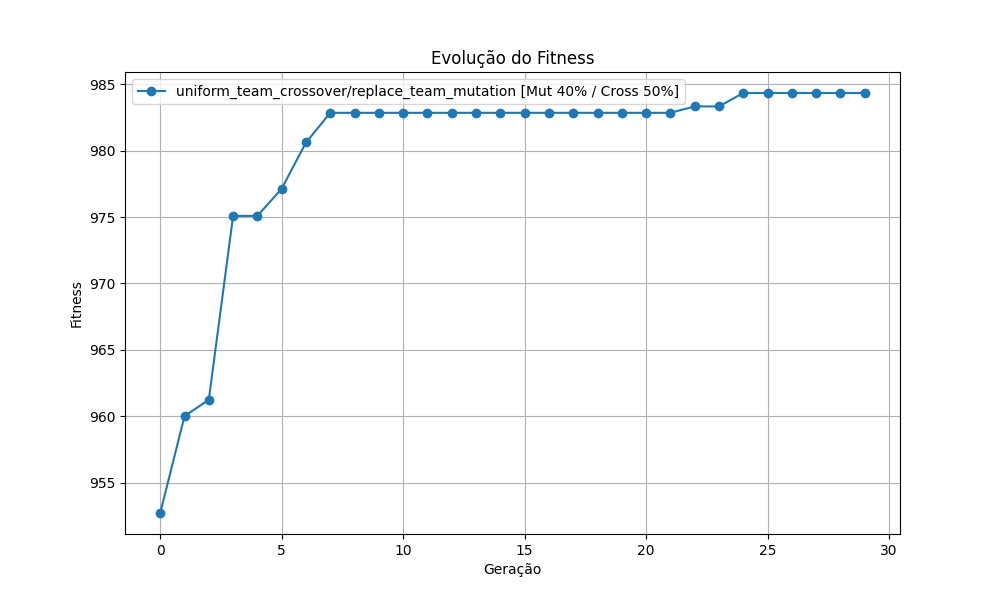 Evolução do Fitness
uniform_team_crossover/replace_team_mutation [Mut 40% / Cross 50%]
985
980
975
970
965
960
955
Fitness
0 5 10 15 20 25 30
Geração